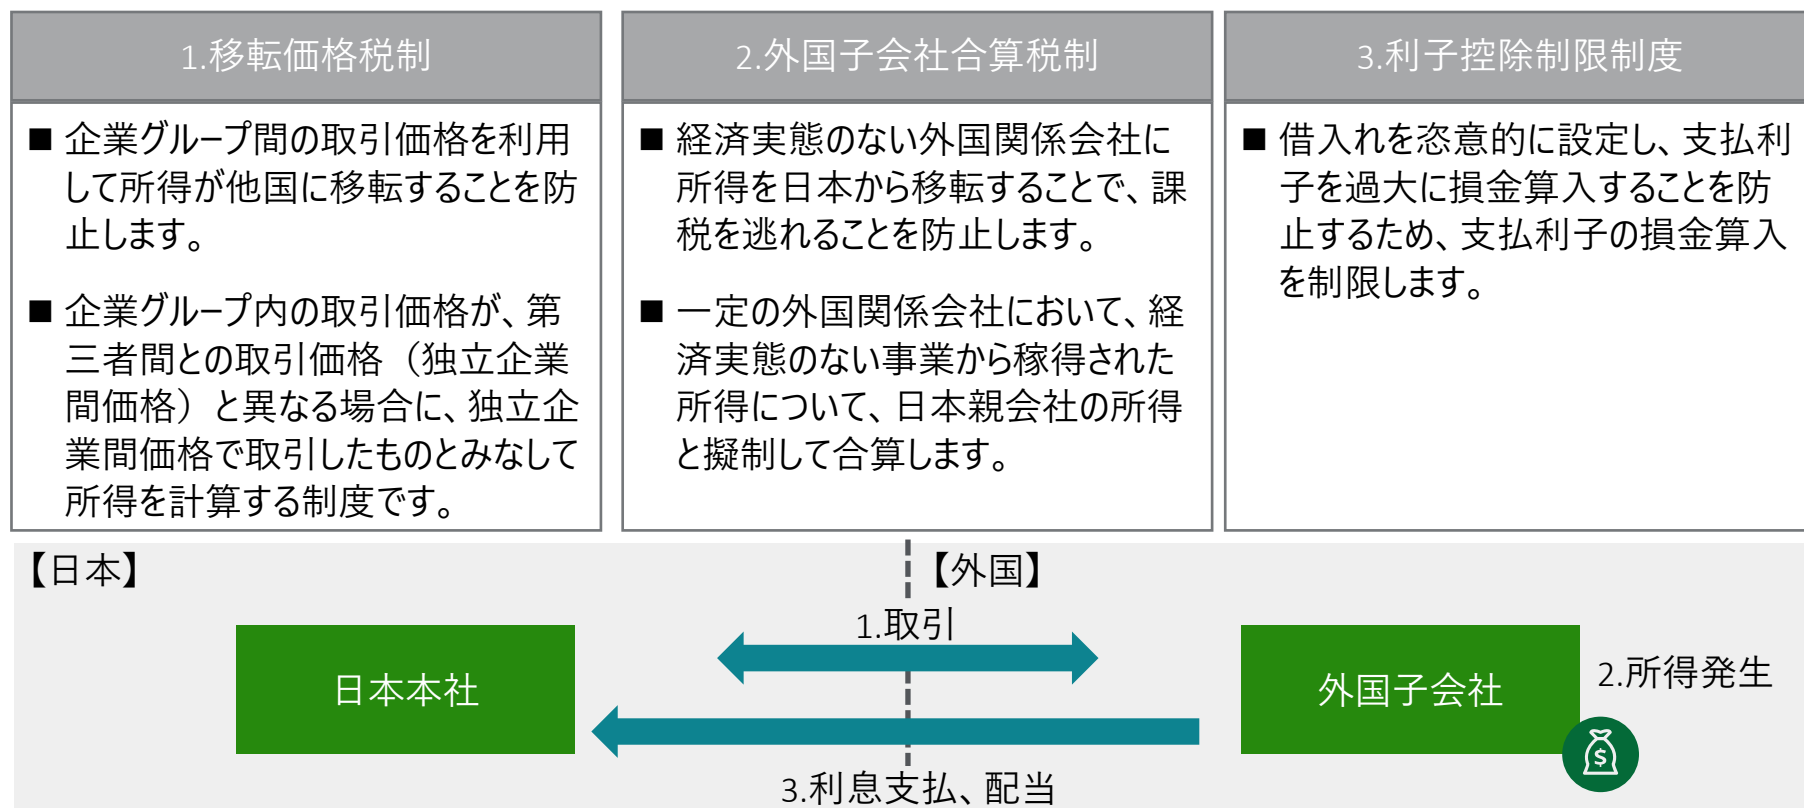 1.移転価格税制
■ 企業グループ間の取引価格を利用
して所得が他国に移転することを防
止します。
■ 企業グループ内の取引価格が、第
三者間との取引価格（独立企業
間価格）と異なる場合に、独立企
業間価格で取引したものとみなして
所得を計算する制度です。
2.外国子会社合算税制
■ 経済実態のない外国関係会社に
所得を日本から移転することで、課
税を逃れることを防止します。
■ 一定の外国関係会社において、経
済実態のない事業から稼得された
所得について、日本親会社の所得
と擬制して合算します。
3.利子控除制限制度
■ 借入れを恣意的に設定し、支払利
子を過大に損金算入することを防
止するため、支払利子の損金算入
を制限します。
【日本】
【外国】
1.取引
日本本社
外国子会社
2.所得発生
$
3.利息支払、配当